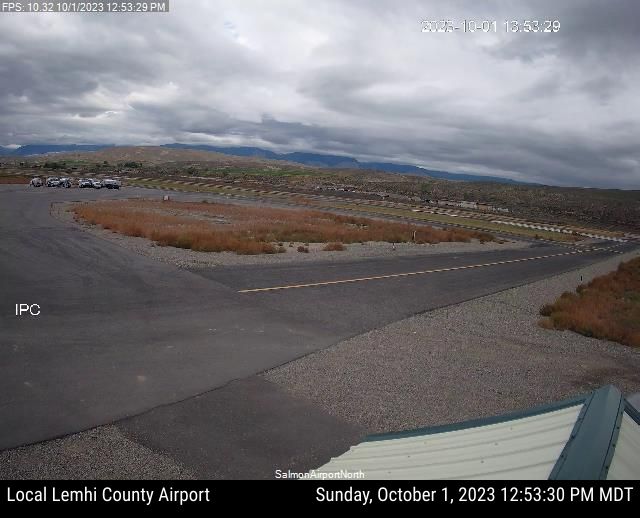 FPS: 10.32 10/1/2023 12:53:29 PM
2023-10-01 13:53:29
IPC
SalmonAirportNorth
Local Lemhi County Airport
Sunday, October 1, 2023 12:53:30 PM MDT